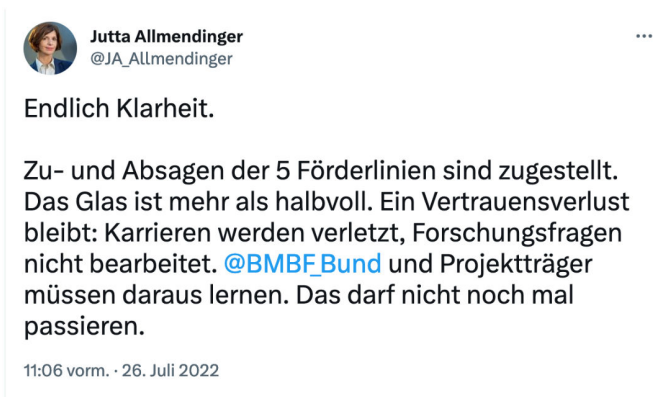 Jutta Allmendinger
@JA_Allmendinger
Endlich Klarheit.
Zu- und Absagen der 5 Förderlinien sind zugestellt.
Das Glas ist mehr als halbvoll. Ein Vertrauensverlust
bleibt: Karrieren werden verletzt, Forschungsfragen
nicht bearbeitet. @BMBF_Bund und Projektträger
müssen daraus lernen. Das darf nicht noch mal
passieren.
11:06 vorm. · 26. Juli 2022